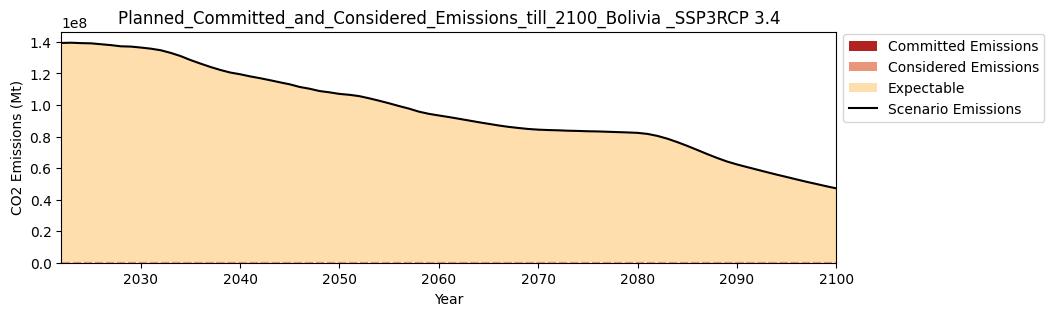 Planned_Committed_and_Considered_Emissions_till_2100_Bolivia _SSP3RCP 3.4
1e8
1.4
1.2
1.0
0.8
0.6
0.4
0.2
0.0
CO2 Emissions (Mt)
2030 2040 2050 2060 2070 2080 2090 2100
Year
Committed Emissions
Considered Emissions
Expectable
Scenario Emissions